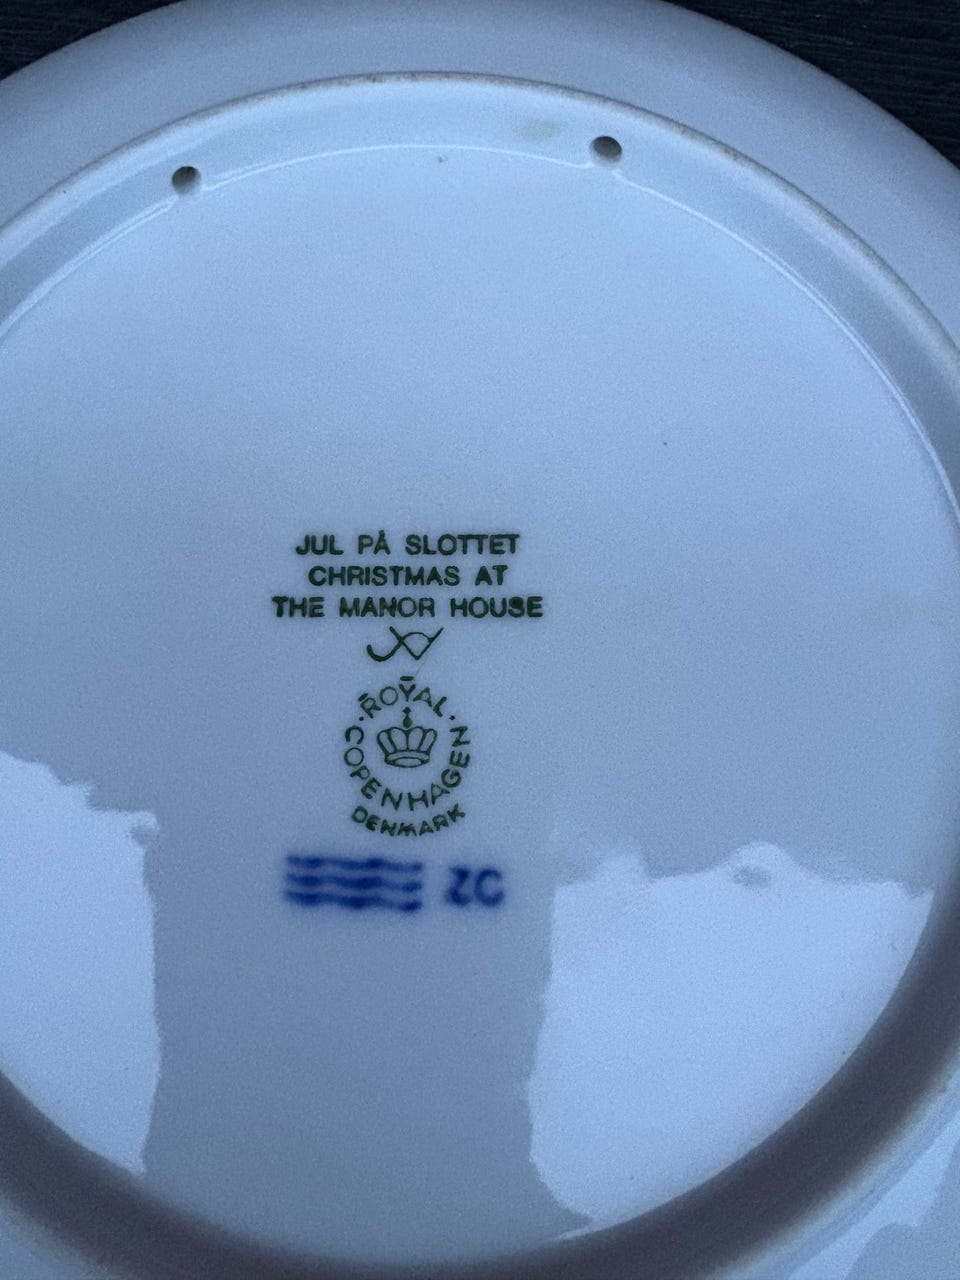 JUL PÅ SLOTTET
CHRISTMAS AT
THE MANOR HOUSE
ROYAL
COPENHAGEN
DENMARK
ZC